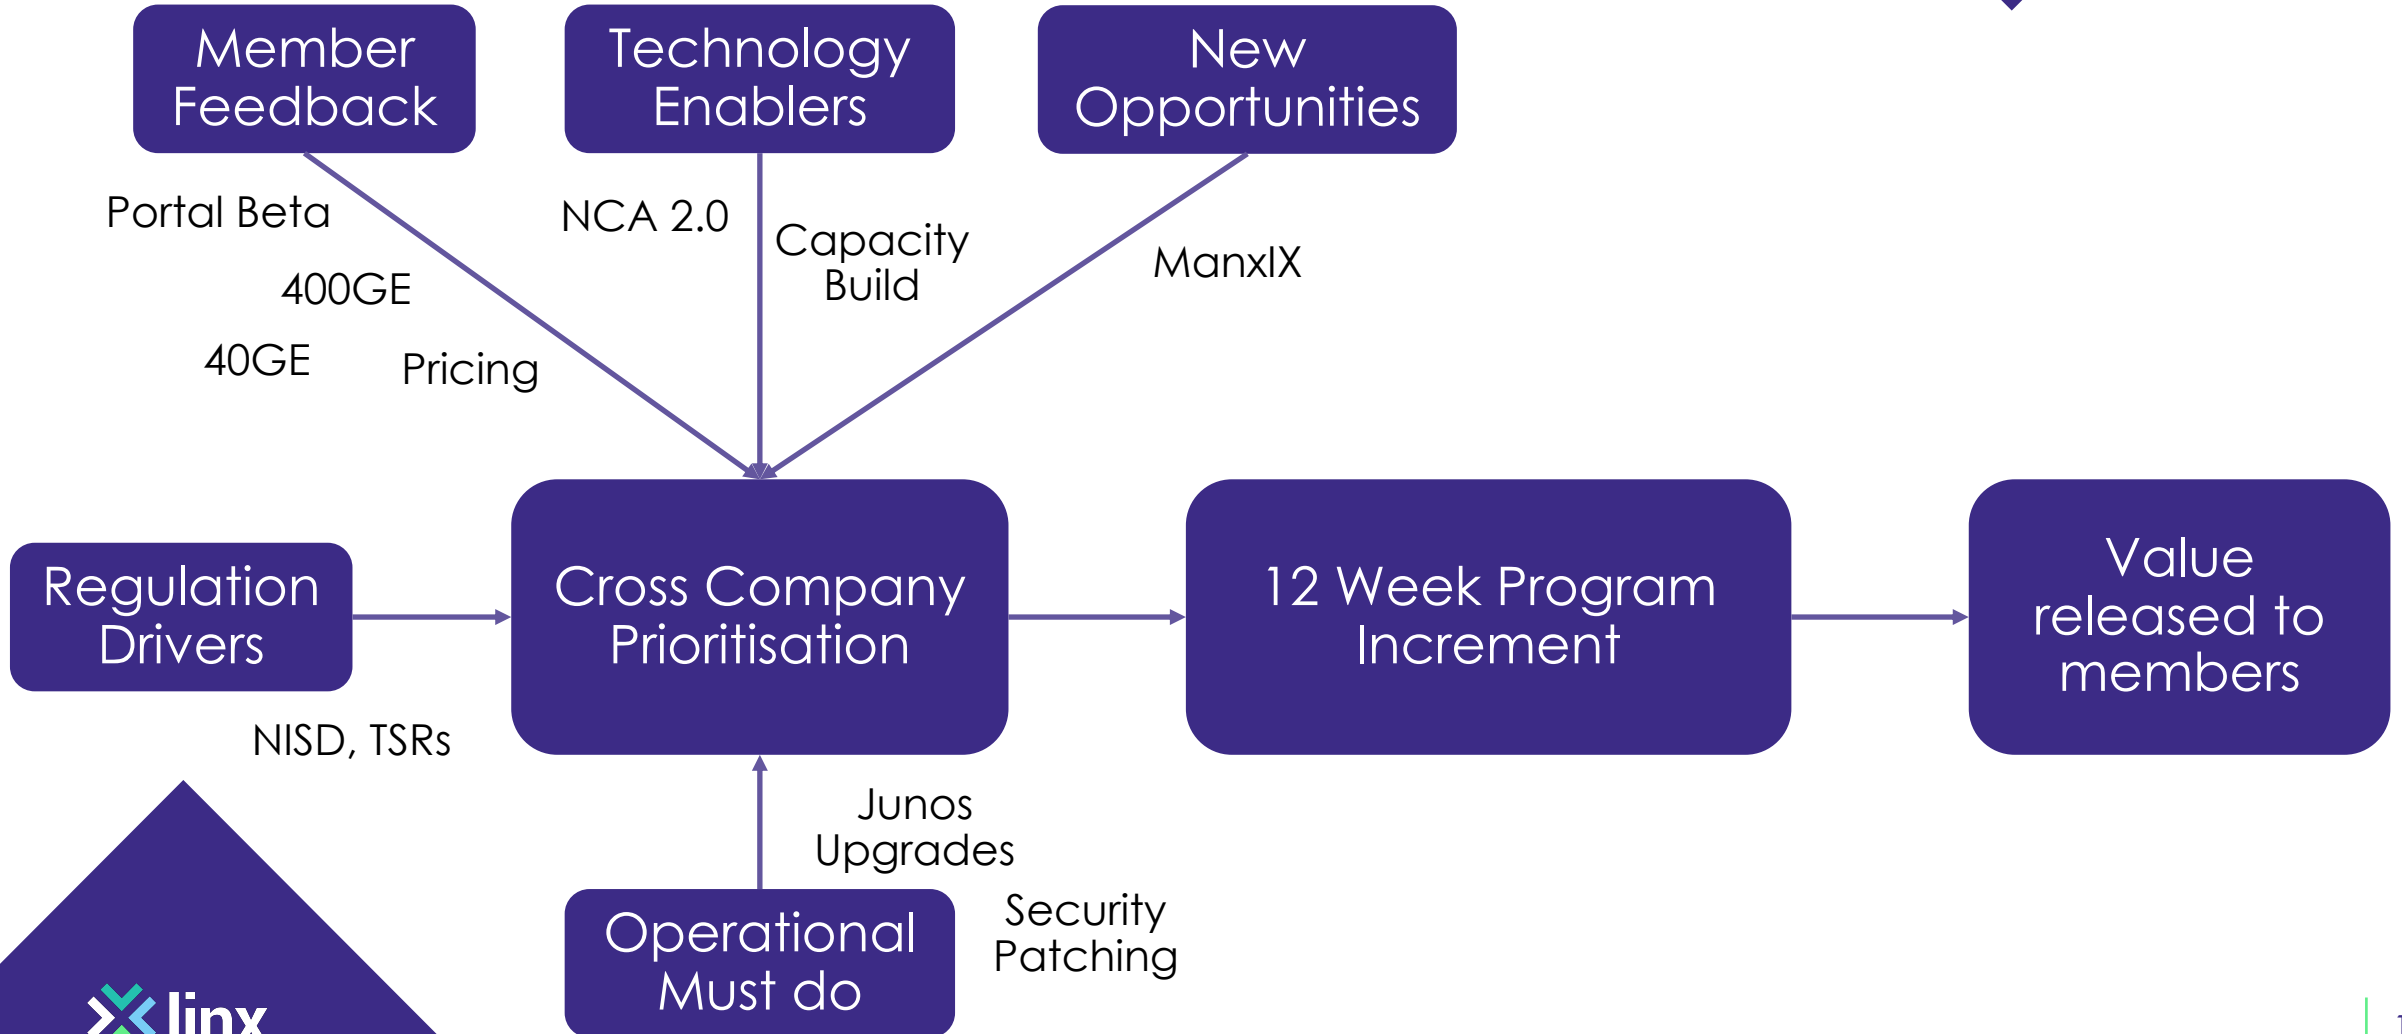 Member
Feedback
Technology
Enablers
New
Opportunities
Portal Beta
NCA 2.0
Capacity
Build
ManxIX
400GE
40GE
Pricing
Regulation
Drivers
Cross Company
Prioritisation
12 Week Program
Increment
Value
released to
members
NISD, TSRs
Junos
Upgrades
Security
Patching
Operational
Must do
linx